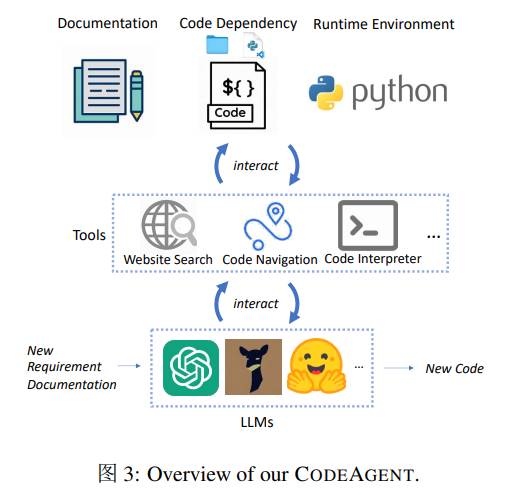 Documentation
Code Dependency
Runtime Environment
${ }
Code
python
interact
Tools
Website Search
Code Navigation
Code Interpreter
...
interact
New
Requirement
Documentation
...
New Code
LLMs
图 3: Overview of our CODEAGENT.